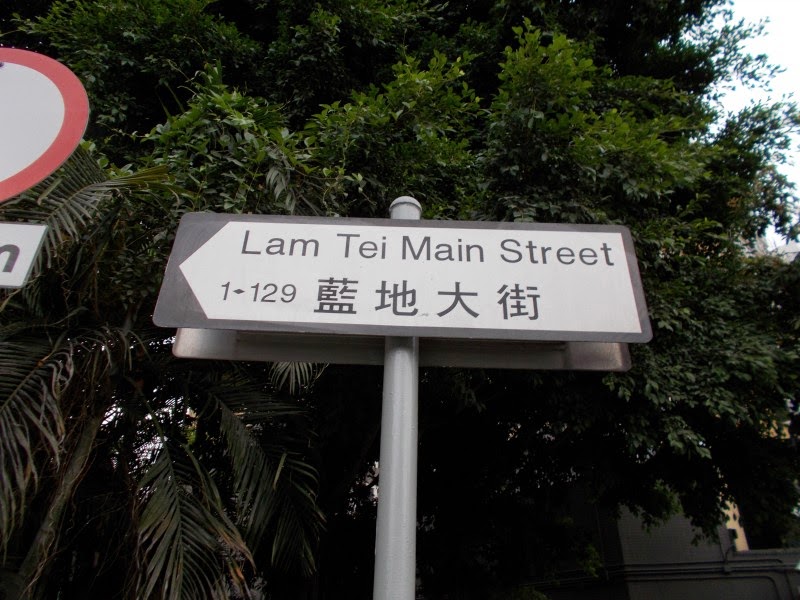 m
Lam Tei Main Street
1-129 藍地大街